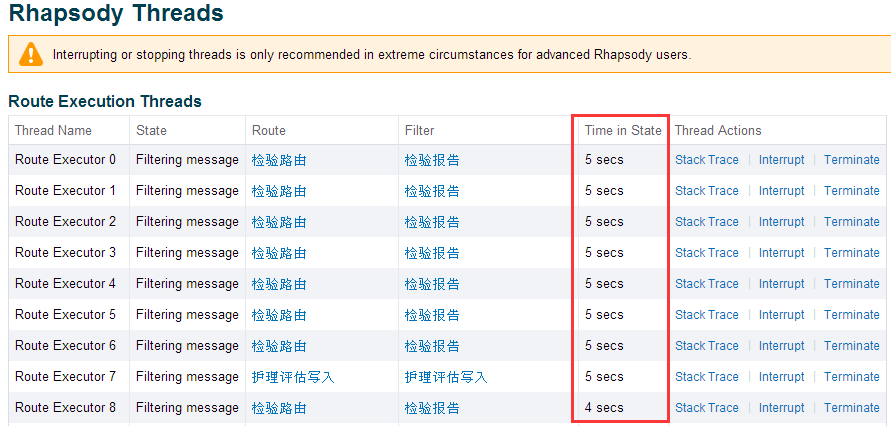 Rhapsody Threads
Interrupting or stopping threads is only recommended in extreme circumstances for advanced Rhapsody users.
Route Execution Threads
Thread Name State Route Filter Time in State Thread Actions
Route Executor 0 Filtering message 检验路由 检验报告 5 secs Stack Trace | Interrupt | Terminate
Route Executor 1 Filtering message 检验路由 检验报告 5 secs Stack Trace | Interrupt | Terminate
Route Executor 2 Filtering message 检验路由 检验报告 5 secs Stack Trace | Interrupt | Terminate
Route Executor 3 Filtering message 检验路由 检验报告 5 secs Stack Trace | Interrupt | Terminate
Route Executor 4 Filtering message 检验路由 检验报告 5 secs Stack Trace | Interrupt | Terminate
Route Executor 5 Filtering message 检验路由 检验报告 5 secs Stack Trace | Interrupt | Terminate
Route Executor 6 Filtering message 检验路由 检验报告 5 secs Stack Trace | Interrupt | Terminate
Route Executor 7 Filtering message 护理评估写入 护理评估写入 5 secs Stack Trace | Interrupt | Terminate
Route Executor 8 Filtering message 检验路由 检验报告 4 secs Stack Trace | Interrupt | Terminate